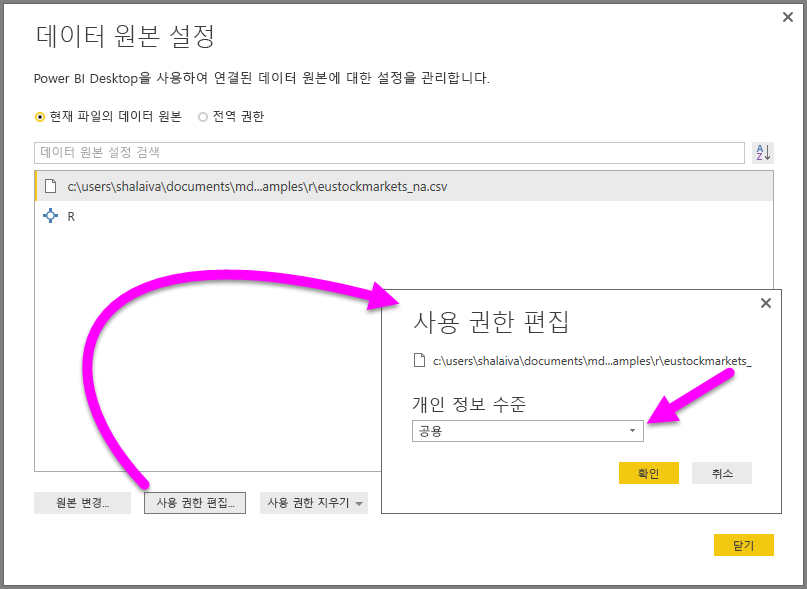 데이터 원본 설정
Power BI Desktop을 사용하여 연결된 데이터 원본에 대한 설정을 관리합니다.
현재 파일의 데이터 원본
전역 권한
데이터 원본 설정 검색
A
Z
c:\users\shalaiva\documents\md...amples\r\eustockmarkets_na.csv
R
사용 권한 편집
c:\users\shalaiva\documents\md...amples\r\eustockmarkets_
개인 정보 수준
공용
확인
취소
원본 변경...
사용 권한 편집...
사용 권한 지우기
닫기